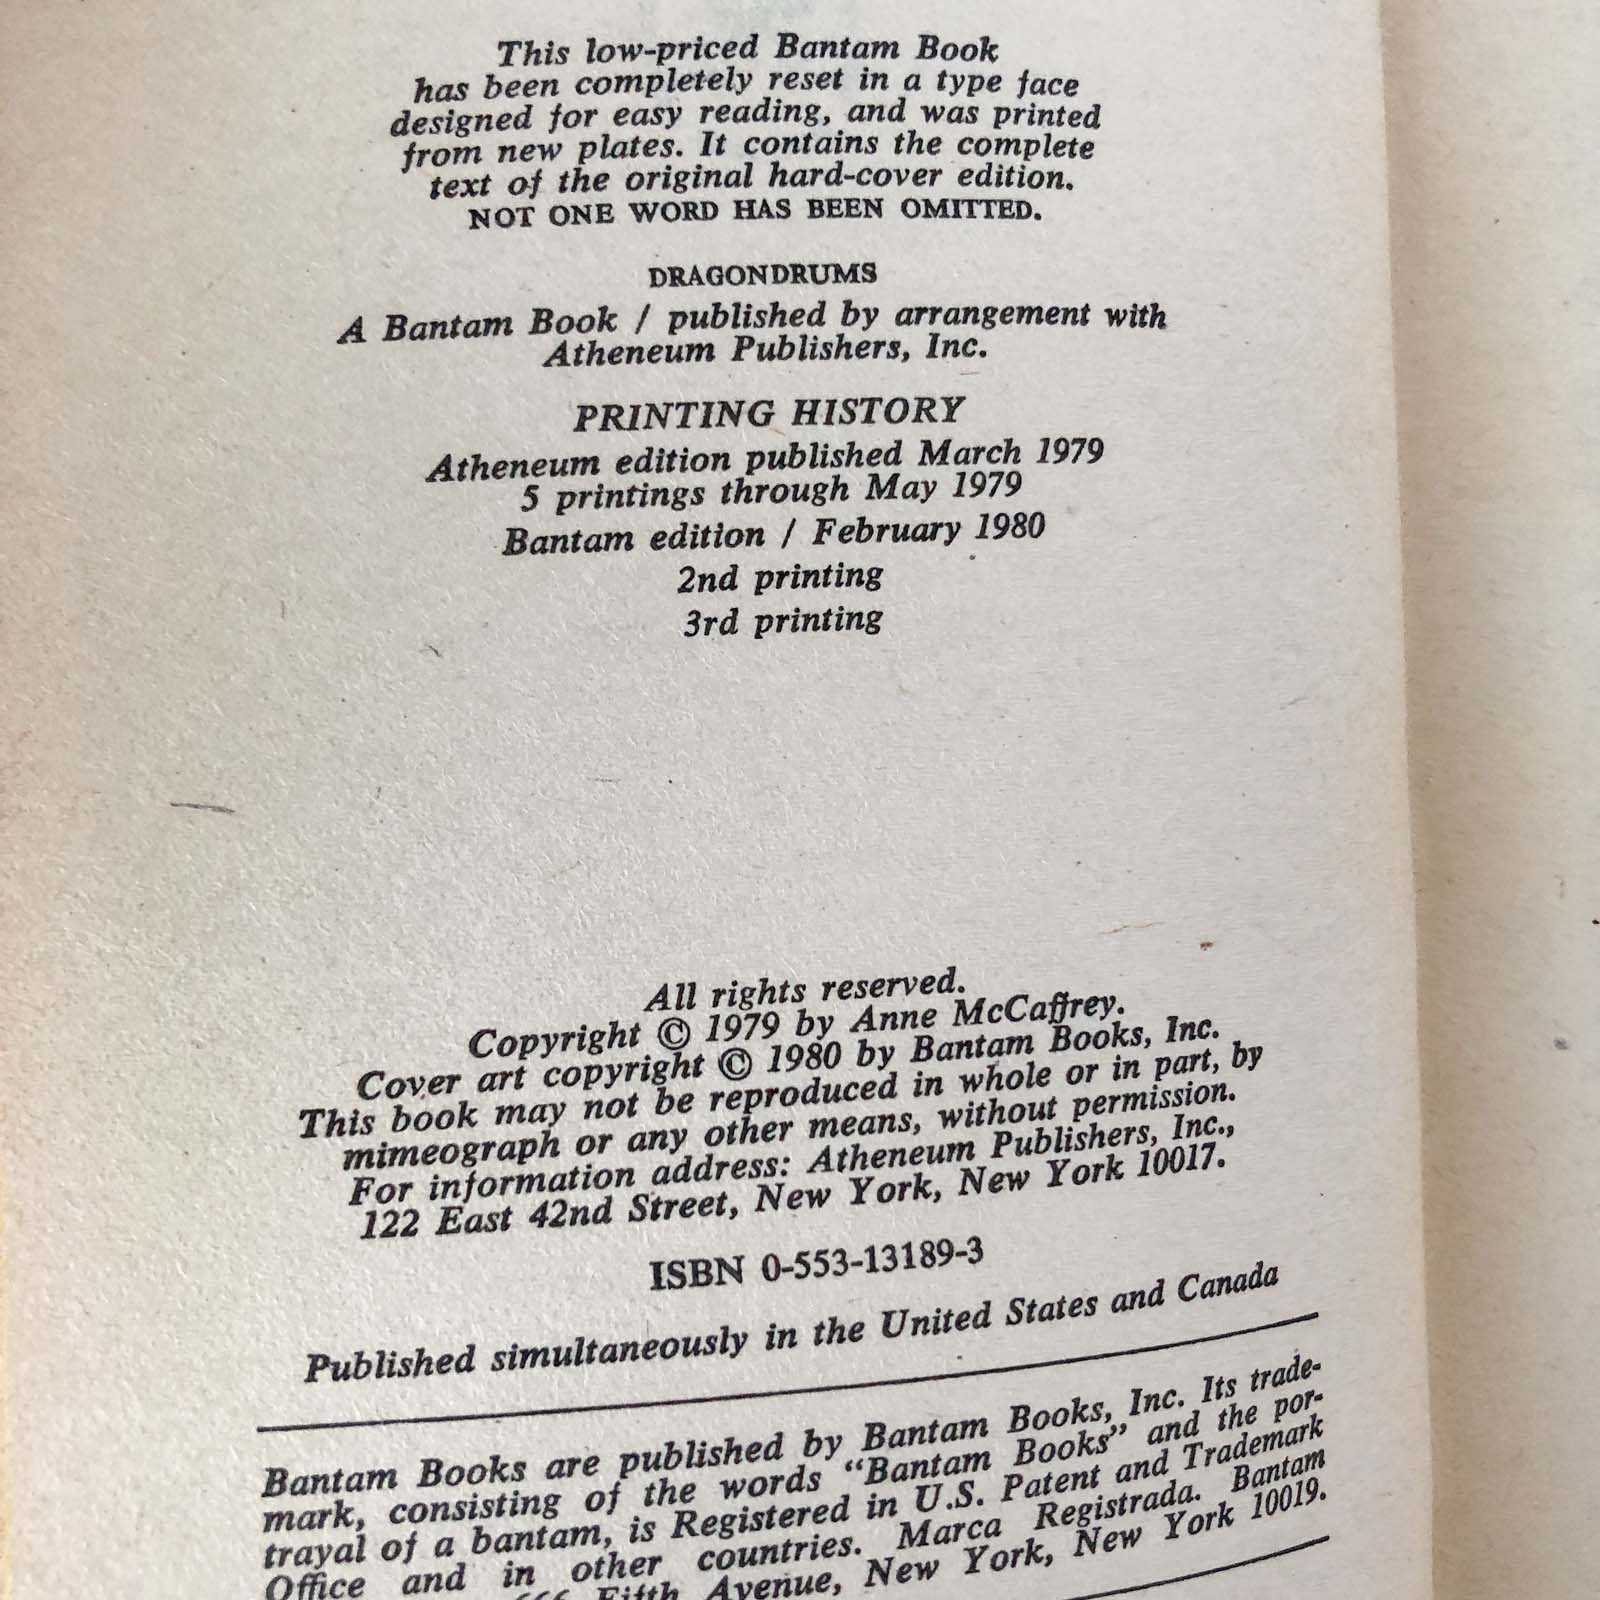 This low-priced Bantam Book
has been completely reset in a type face
designed for easy reading, and was printed
from new plates. It contains the complete
text of the original hard-cover edition.
NOT ONE WORD HAS BEEN OMITTED.
DRAGONDRUMS
A Bantam Book / published by arrangement with
Atheneum Publishers, Inc.
PRINTING HISTORY
Atheneum edition published March 1979
5 printings through May 1979
Bantam edition / February 1980
2nd printing
3rd printing
All rights reserved.
Copyright © 1979 by Anne McCaffrey.
Cover art copyright © 1980 by Bantam Books, Inc.
This book may not be reproduced in whole or in part, by
mimeograph or any other means, without permission.
For information address: Atheneum Publishers, Inc.,
122 East 42nd Street, New York, New York 10017.
ISBN 0-553-13189-3
Published simultaneously in the United States and Canada
Bantam Books are published by Bantam Books, Inc. Its trade-
mark, consisting of the words “Bantam Books” and the por-
trayal of a bantam, is Registered in U.S. Patent and Trademark
Office and in other countries. Marca Registrada. Bantam
666 Fifth Avenue, New York, New York 10019.